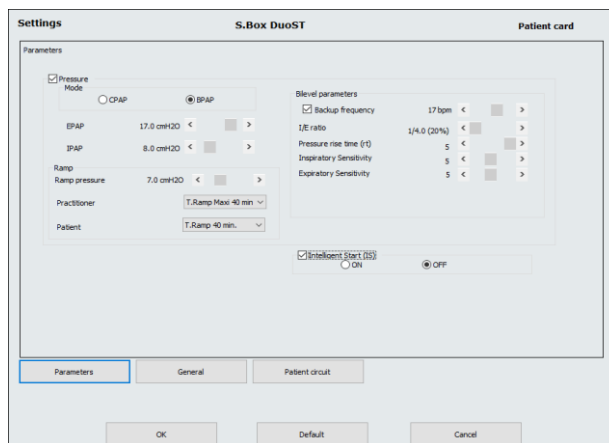 Settings S.Box DuoST Patient card
Parameters
Pressure
Mode
CPAP BPAP
EPAP 17.0 cmH2O < >
IPAP 8.0 cmH2O < >
Ramp
Ramp pressure 7.0 cmH2O < >
Practitioner T.Ramp Maxi 40 min
Patient T.Ramp 40 min.
Bilevel parameters
Backup frequency 17 bpm < >
I/E ratio 1/4.0 (20%) < >
Pressure rise time (rt) 5 < >
Inspiratory Sensitivity 5 < >
Expiratory Sensitivity 5 < >
Intelligent Start (IS)
ON OFF
Parameters General Patient circuit
OK Default Cancel